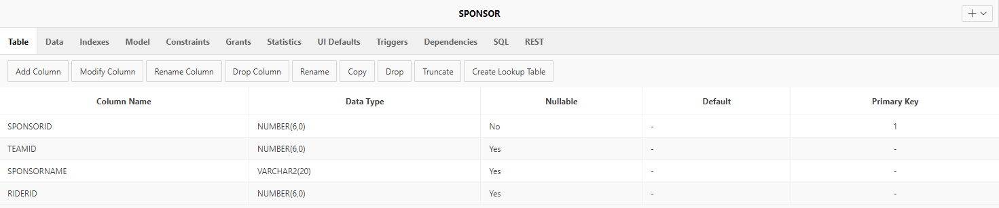 SPONSOR
Table Data Indexes Model Constraints Grants Statistics UI Defaults Triggers Dependencies SQL REST
Add Column Modify Column Rename Column Drop Column Rename Copy Drop Truncate Create Lookup Table
Column Name Data Type Nullable Default Primary Key
SPONSORID NUMBER(6,0) No - 1
TEAMID NUMBER(6,0) Yes - -
SPONSORNAME VARCHAR2(20) Yes - -
RIDERID NUMBER(6,0) Yes - -